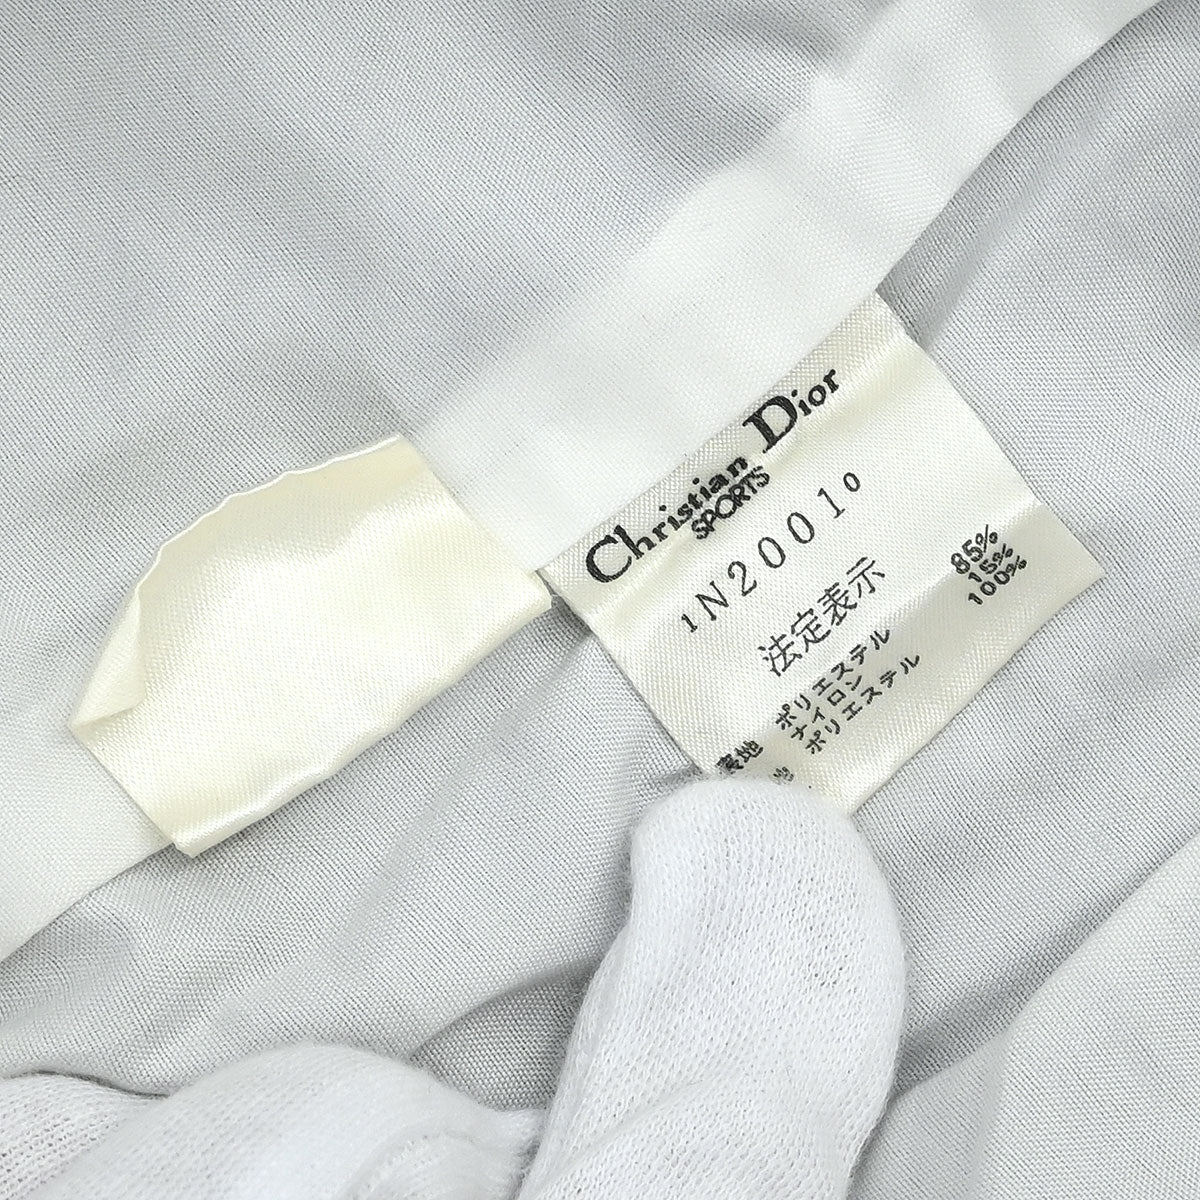 Christian Dior
SPORTS
1N20010
法定表示
ポリエステル 85%
ナイロン 15%
ポリエステル 100%
地